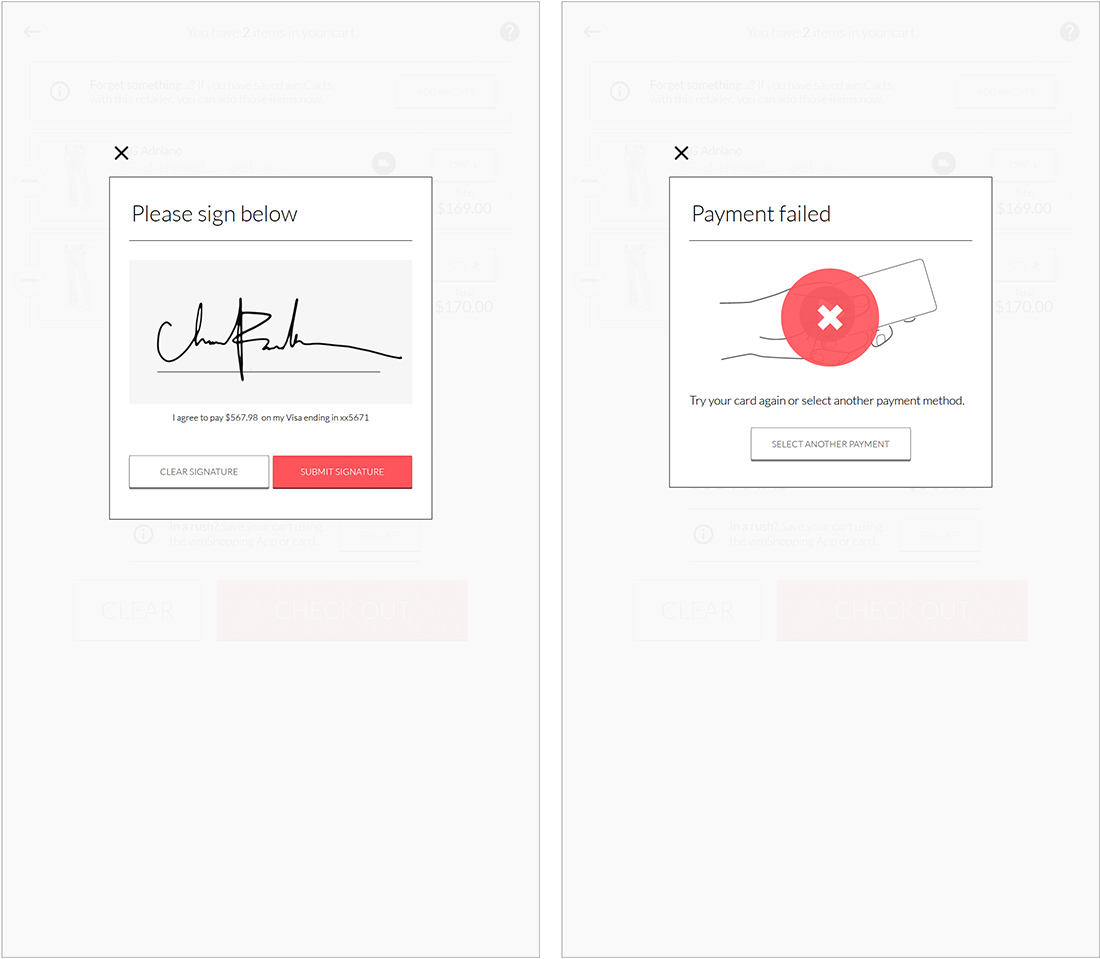 You have 2 items in your cart
Forget something...? If you have saved
with this retailer, you can add those items now.
Adriano
$169.00
Please sign below
I agree to pay $567.98 on my Visa ending in xx5671
CLEAR SIGNATURE
SUBMIT SIGNATURE
$170.00
In a rush? Save your cart using
the Shopping App or card.
CLEAR
CHECK OUT
You have 2 items in your cart
Forget something...? If you have saved
with this retailer, you can add those items now.
Adriano
$169.00
Payment failed
$170.00
Try your card again or select another payment method.
SELECT ANOTHER PAYMENT
In a rush? Save your cart using
the Shopping App or card.
CLEAR
CHECK OUT